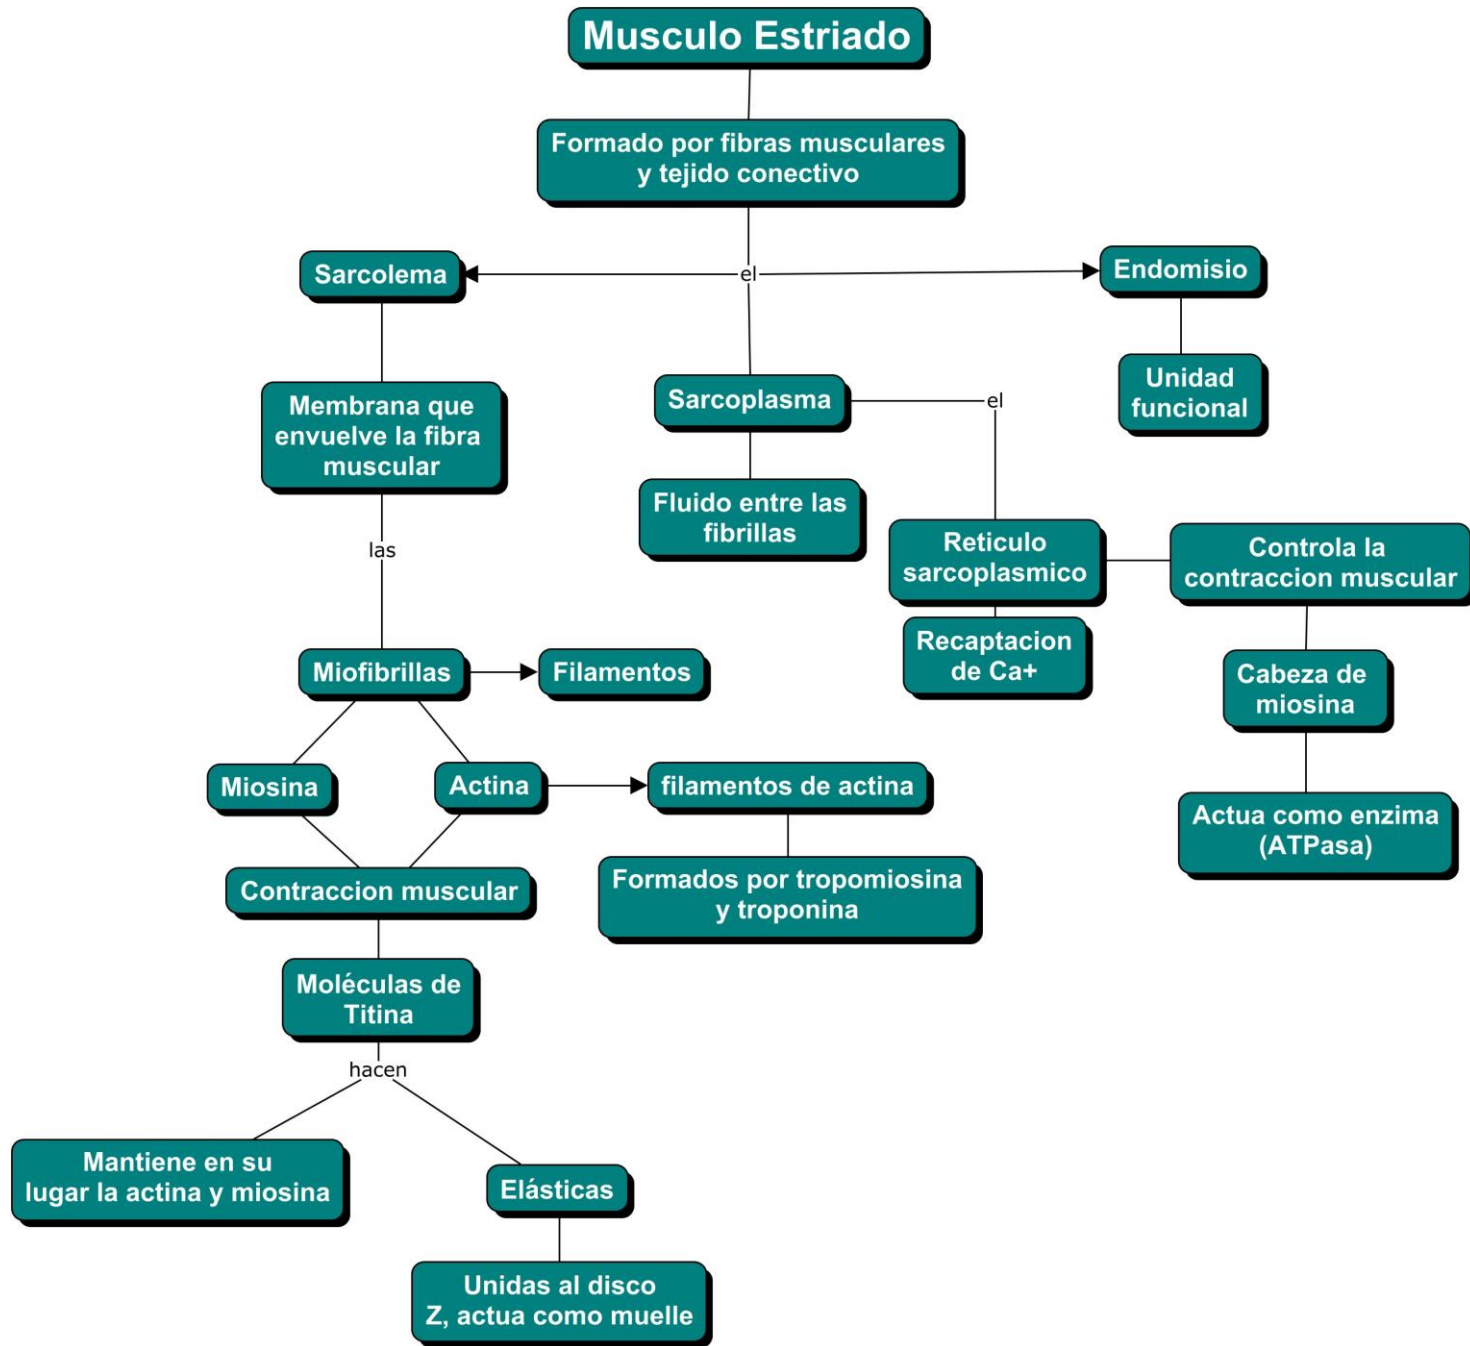 Musculo Estriado
Formado por fibras musculares
y tejido conectivo
el
Sarcolema
Endomisio
Membrana que
envuelve la fibra
muscular
Sarcoplasma
el
Unidad
funcional
Fluido entre las
fibrillas
Reticulo
sarcoplasmico
Controla la
contraccion muscular
las
Recaptacion
de Ca+
Cabeza de
miosina
Miofibrillas
Filamentos
Miosina
Actina
filamentos de actina
Actua como enzima
(ATPasa)
Contraccion muscular
Formados por tropomiosina
y troponina
Moléculas de
Titina
hacen
Mantiene en su
lugar la actina y miosina
Elásticas
Unidas al disco
Z, actua como muelle